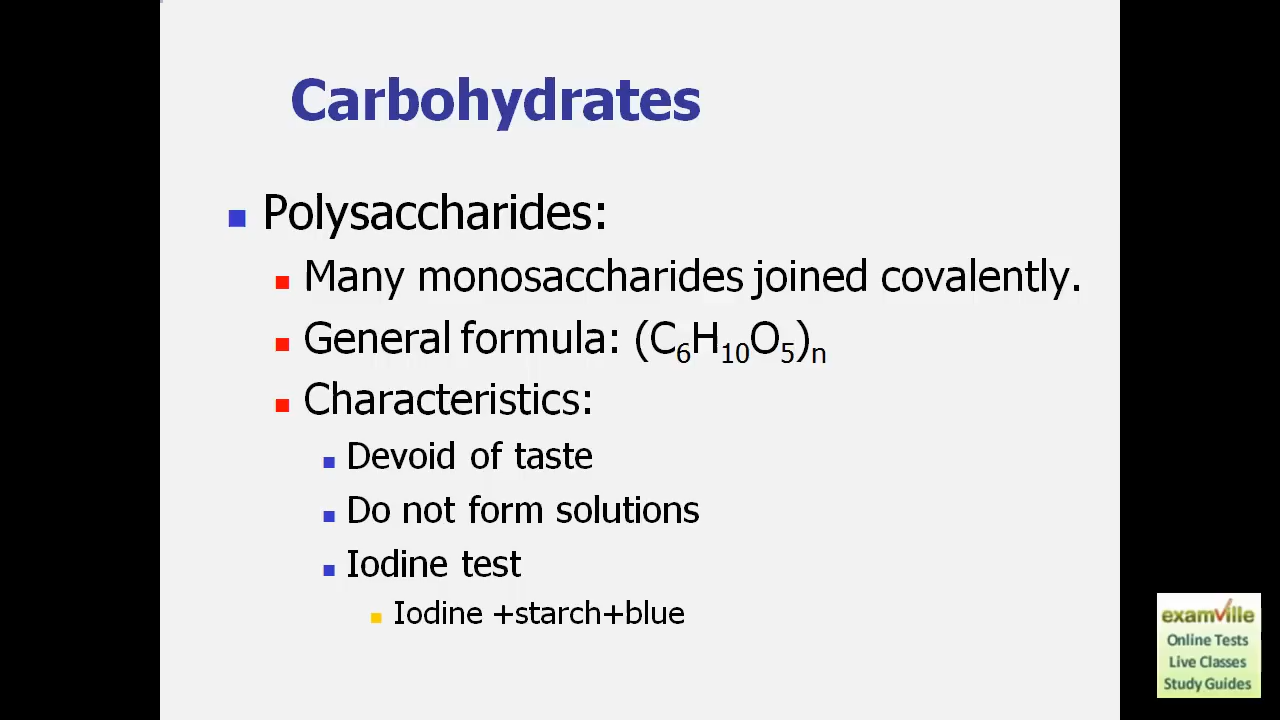 Carbohydrates
Polysaccharides:
Many monosaccharides joined covalently.
General formula: (C₆H₁₀O₅)ₙ
Characteristics:
Devoid of taste
Do not form solutions
Iodine test
Iodine +starch+blue
examville
Online Tests
Live Classes
Study Guides